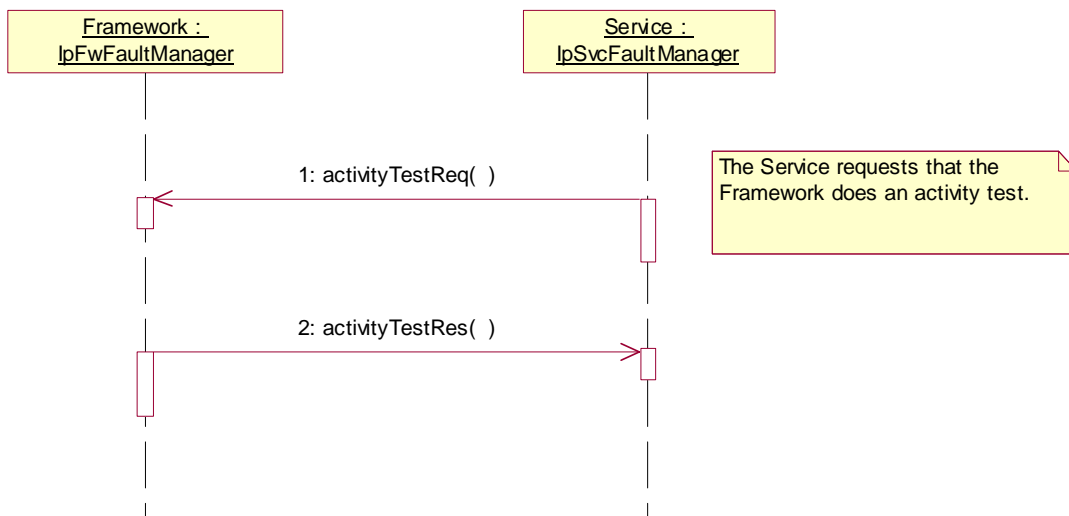 Framework :
IpFwFaultManager
Service :
IpSvcFaultManager
1: activityTestReq( )
The Service requests that the
Framework does an activity test.
2: activityTestRes( )